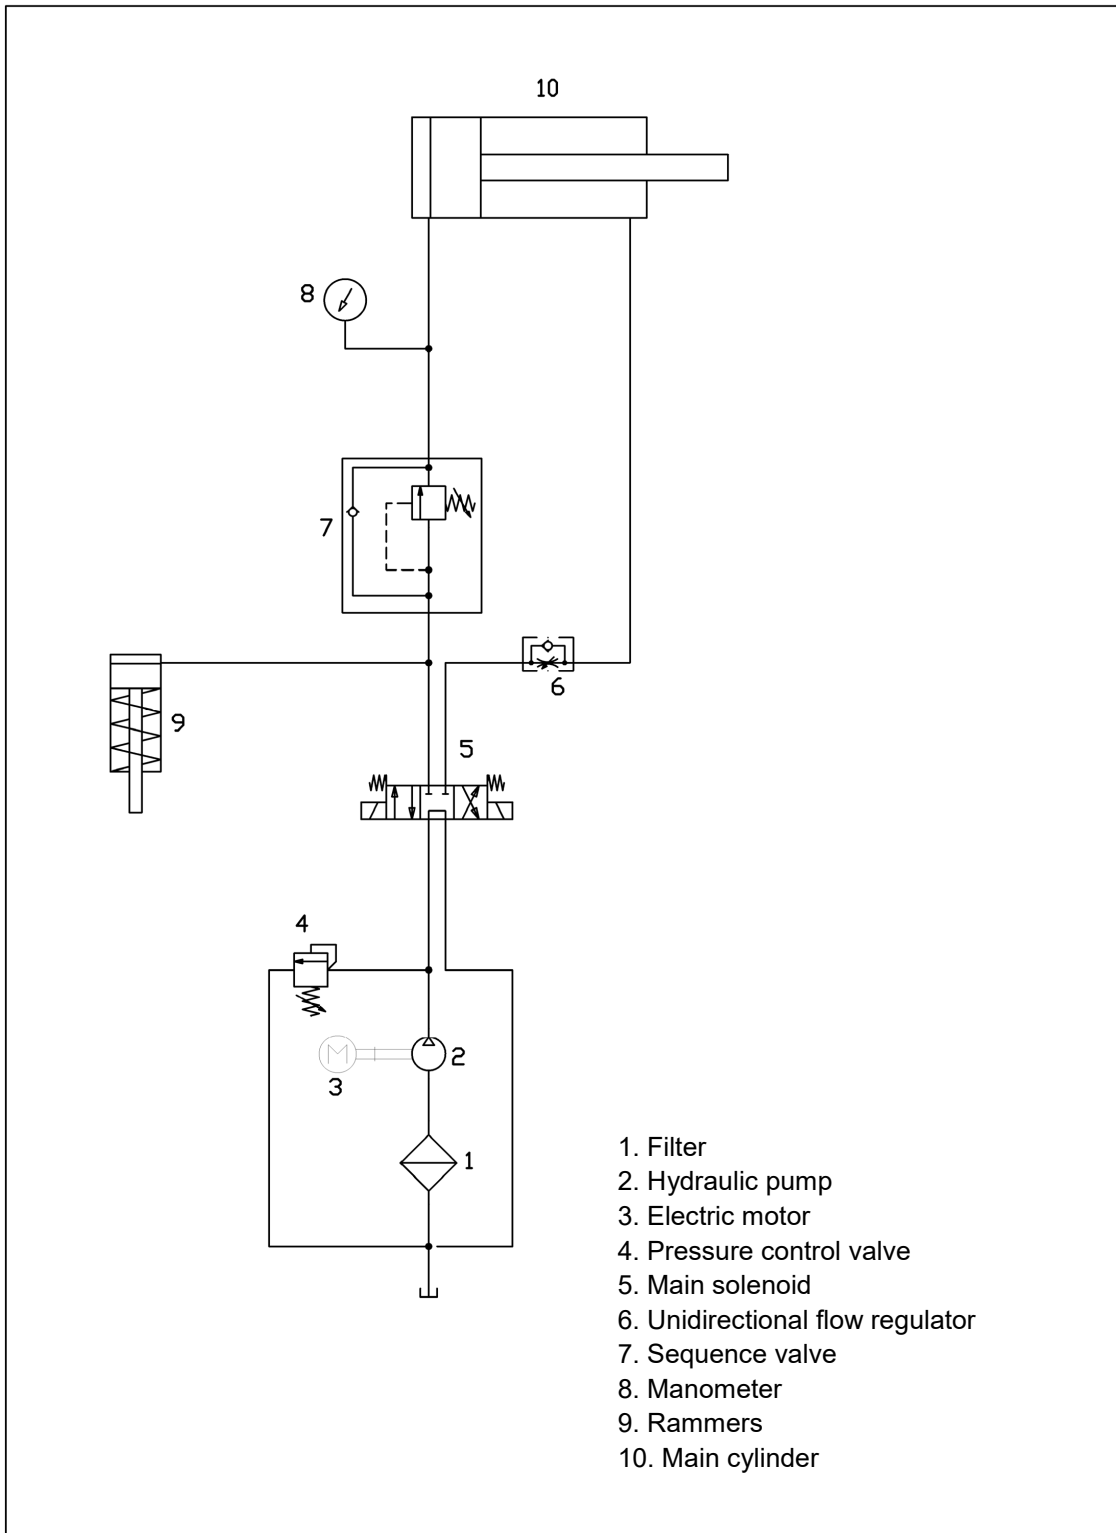 10
8
7
6
9
5
4
M
2
3
1
1. Filter
2. Hydraulic pump
3. Electric motor
4. Pressure control valve
5. Main solenoid
6. Unidirectional flow regulator
7. Sequence valve
8. Manometer
9. Rammers
10. Main cylinder